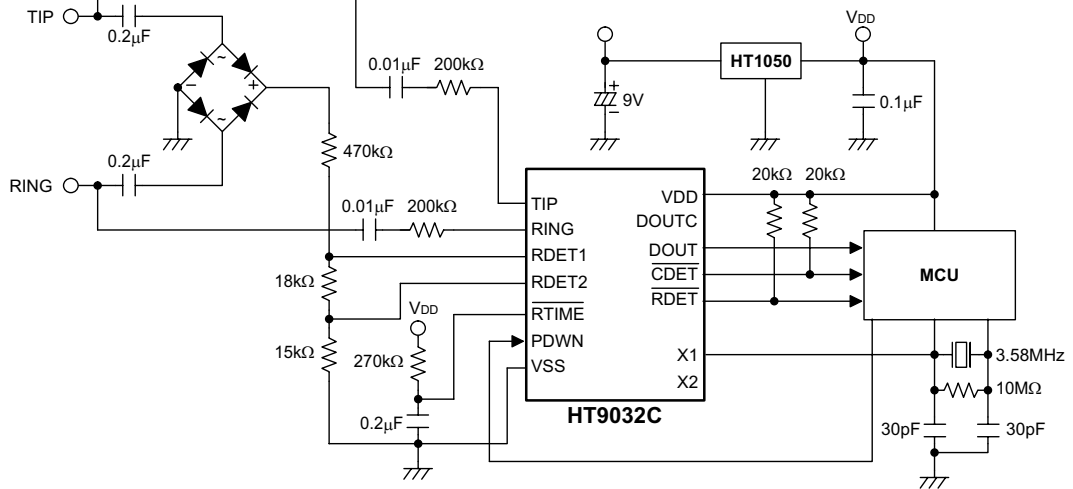 TIP
0.2μF
~
−
+
~
0.2μF
RING
470kΩ
18kΩ
15kΩ
0.01μF
200kΩ
0.01μF
200kΩ
VDD
270kΩ
0.2μF
TIP
RING
RDET1
RDET2
RTIME
PDWN
VSS
VDD
DOUTC
DOUT
CDET
RDET
X1
X2
HT9032C
+
−
9V
HT1050
VDD
0.1μF
20kΩ
20kΩ
MCU
3.58MHz
10MΩ
30pF
30pF